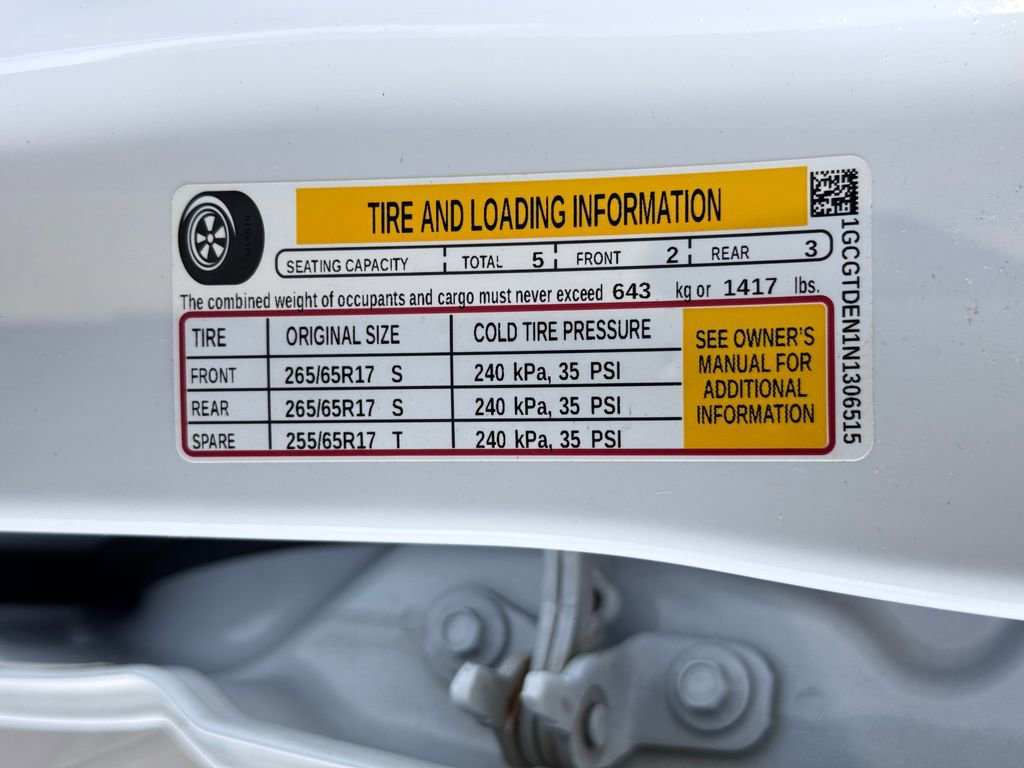 TIRE AND LOADING INFORMATION
SEATING CAPACITY TOTAL 5 FRONT 2 REAR 3
The combined weight of occupants and cargo must never exceed 643 kg or 1417 lbs.
TIRE ORIGINAL SIZE COLD TIRE PRESSURE
FRONT 265/65R17 S 240 kPa, 35 PSI
REAR 265/65R17 S 240 kPa, 35 PSI
SPARE 255/65R17 T 240 kPa, 35 PSI
SEE OWNER'S
MANUAL FOR
ADDITIONAL
INFORMATION
1GCGTDEN1N1306515